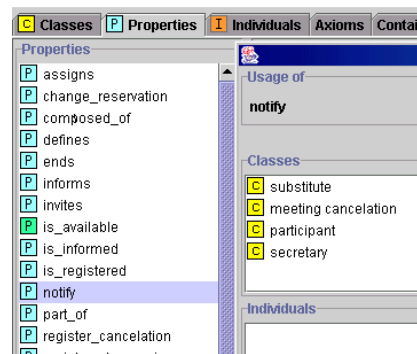 C Classes P Properties I Individuals Axioms Contai
Properties
P assigns
P change_reservation
P composed_of
P defines
P ends
P informs
P invites
P is_available
P is_informed
P is_registered
P notify
P part_of
P register_cancelation
Usage of
notify
Classes
C substitute
C meeting cancelation
C participant
C secretary
Individuals